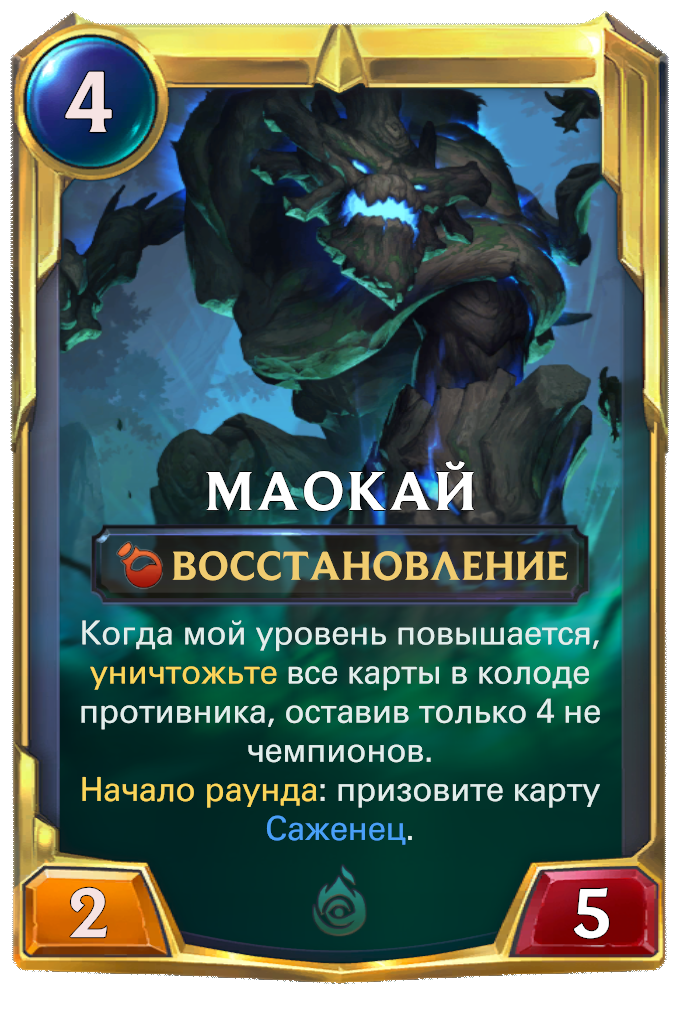 4
МАОКАЙ
ВОССТАНОВЛЕНИЕ
Когда мой уровень повышается,
уничтожьте все карты в колоде
противника, оставив только 4 не
чемпионов.
Начало раунда: призовите карту
Саженец.
2
5